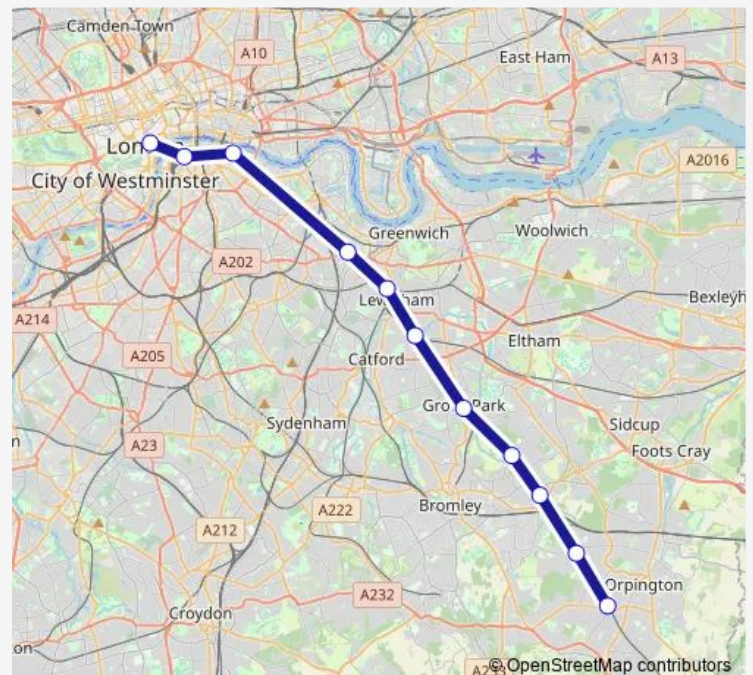 Camden Town
A10
East Ham
A13
A2016
City of Westminster
Greenwich
Woolwich
A202
A214
Bexleyh
A205
Catford
Eltham
Sydenham
Sidcup
Foots Cray
A23
Bromley
A222
A212
Orpington
A232
Croydon
© OpenStreetMap contributors